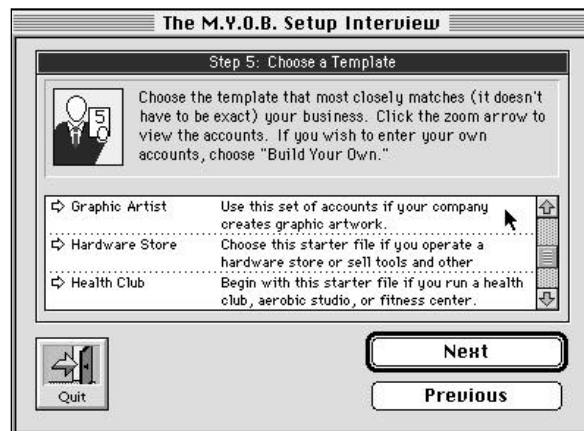 The M.Y.O.B. Setup Interview
Step 5: Choose a Template
5
Choose the template that most closely matches (it doesn't
have to be exact) your business. Click the zoom arrow to
view the accounts. If you wish to enter your own
accounts, choose "Build Your Own."
Graphic Artist Use this set of accounts if your company
creates graphic artwork.
Hardware Store Choose this starter file if you operate a
hardware store or sell tools and other
Health Club Begin with this starter file if you run a health
club, aerobic studio, or fitness center.
Next
Quit
Previous